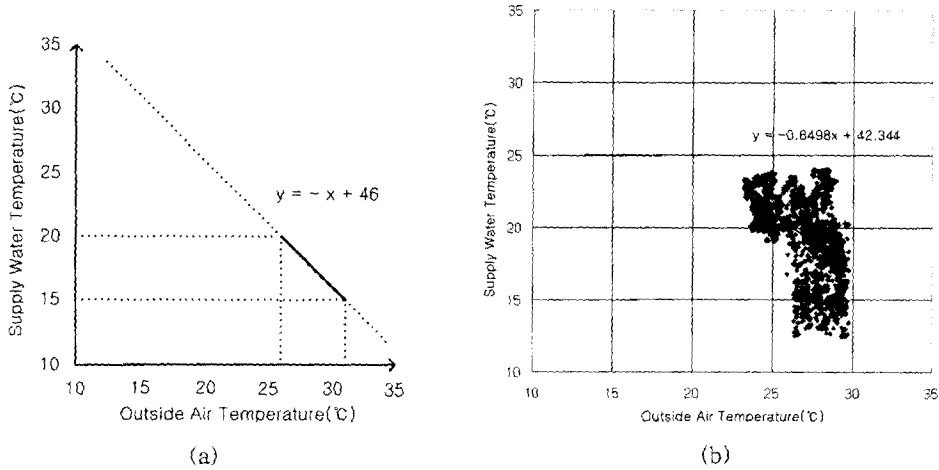 35
30
25
20
15
10
Supply Water Temperature(℃)
y = - x + 46
10 15 20 25 30 35
Outside Air Temperature(℃)
(a)
35
30
25
20
15
10
Supply Water Temperature(℃)
y = -0.8498x + 42.344
10 15 20 25 30 35
Outside Air Temperature(℃)
(b)